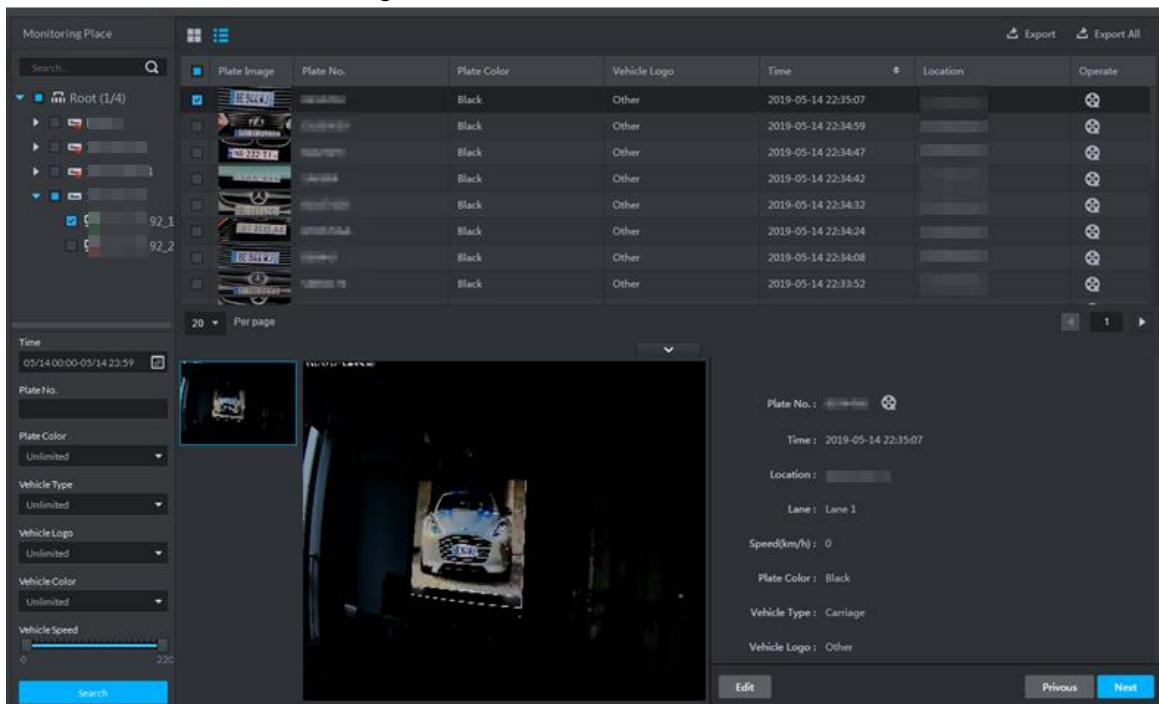 Monitoring Place
Export
Export All
Search...
Plate Image
Plate No.
Plate Color
Vehicle Logo
Time
Location
Operate
Root (1/4)
BE 844 WJ
Black
Other
2019-05-14 22:35:07
Black
Other
2019-05-14 22:34:59
Black
Other
2019-05-14 22:34:47
Black
Other
2019-05-14 22:34:42
Black
Other
2019-05-14 22:34:32
Black
Other
2019-05-14 22:34:24
BE 844 WJ
Black
Other
2019-05-14 22:34:08
Black
Other
2019-05-14 22:33:52
92_1
92_2
20
Per page
1
Time
05/14 00:00-05/14 23:59
Plate No.
Plate Color
Unlimited
Vehicle Type
Unlimited
Vehicle Logo
Unlimited
Vehicle Color
Unlimited
Vehicle Speed
0
220
Search
Plate No. :
Time : 2019-05-14 22:35:07
Location :
Lane : Lane 1
Speed(km/h) : 0
Plate Color : Black
Vehicle Type : Carriage
Vehicle Logo : Other
Edit
Privous
Next